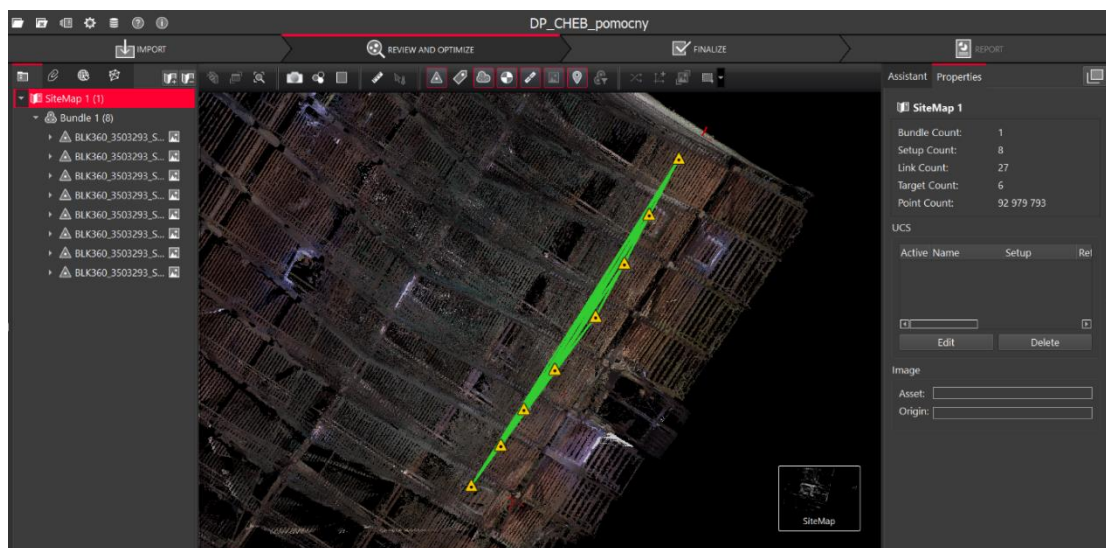 DP_CHEB_pomocny
IMPORT
REVIEW AND OPTIMIZE
FINALIZE
REPORT
SiteMap 1 (1)
Bundle 1 (8)
BLK360_3503293_S...
BLK360_3503293_S...
BLK360_3503293_S...
BLK360_3503293_S...
BLK360_3503293_S...
BLK360_3503293_S...
BLK360_3503293_S...
SiteMap
Assistant Properties
SiteMap 1
Bundle Count: 1
Setup Count: 8
Link Count: 27
Target Count: 6
Point Count: 92 979 793
UCS
Active Name Setup Ref
Edit Delete
Image
Asset:
Origin: